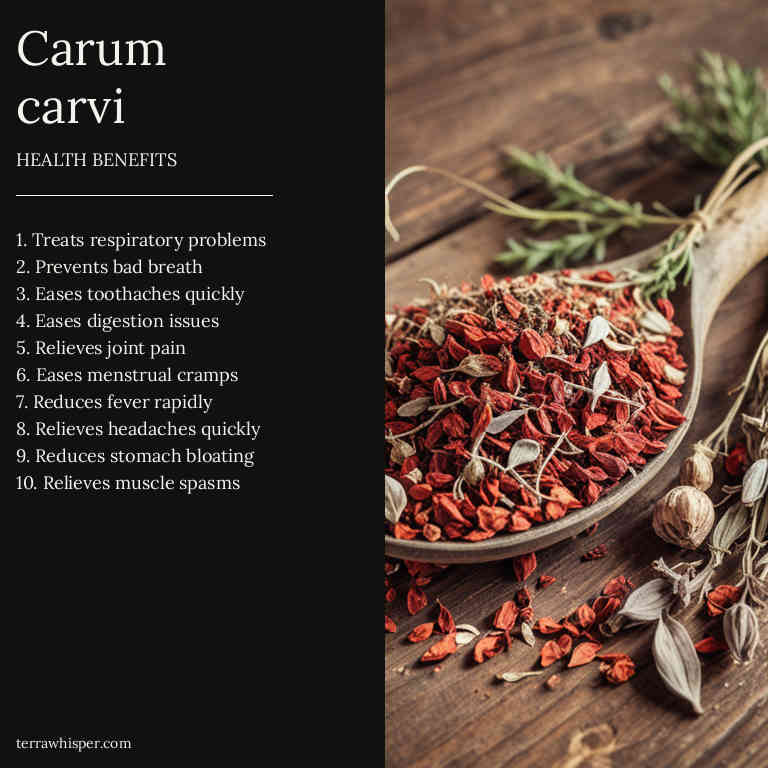 Carum
carvi
HEALTH BENEFITS
1. Treats respiratory problems
2. Prevents bad breath
3. Eases toothaches quickly
4. Eases digestion issues
5. Relieves joint pain
6. Eases menstrual cramps
7. Reduces fever rapidly
8. Relieves headaches quickly
9. Reduces stomach bloating
10. Relieves muscle spasms
terrawhisper.com